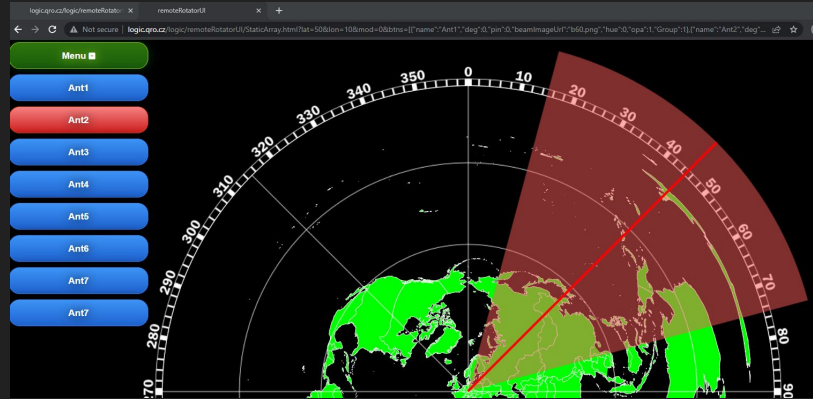 logic.qro.cz/logic/remoteRotator
remoteRotatorUI
Not secure | logic.qro.cz/logic/remoteRotatorUI/StaticArray.html?lat=50&lon=10&mod=0&btns=[{"name":"Ant1","deg":0,"pin":0,"beamImageUrl":"b60.png","hue":0,"opa":1,"Group":1},{"name":"Ant2","deg"...
Menu
Ant1
Ant2
Ant3
Ant4
Ant5
Ant6
Ant7
Ant7
270
280
290
300
310
320
330
340
350
0
10
20
30
40
50
60
70
80
90